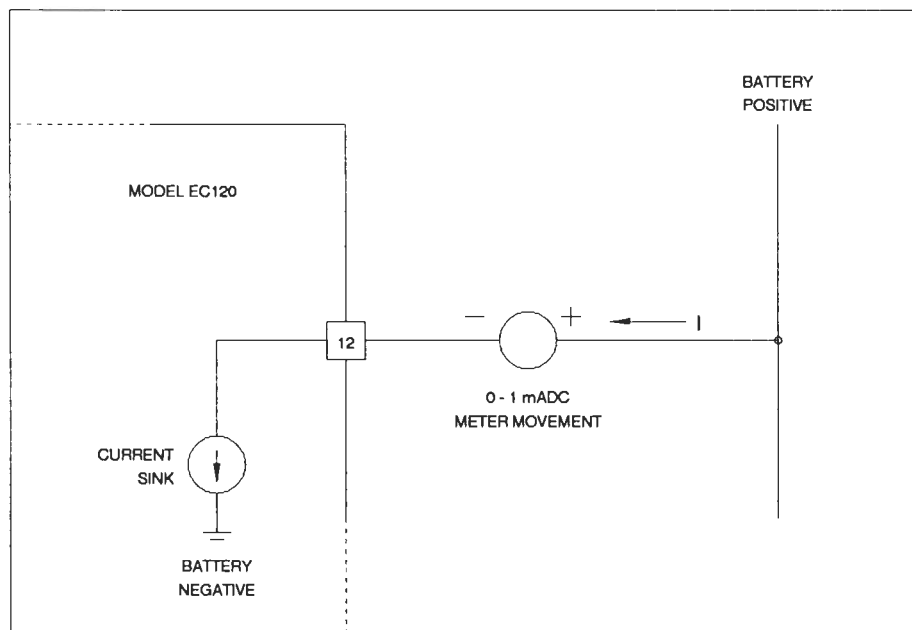 BATTERY
POSITIVE
MODEL EC120
− + I
12
0 - 1 mADC
METER MOVEMENT
CURRENT
SINK
BATTERY
NEGATIVE